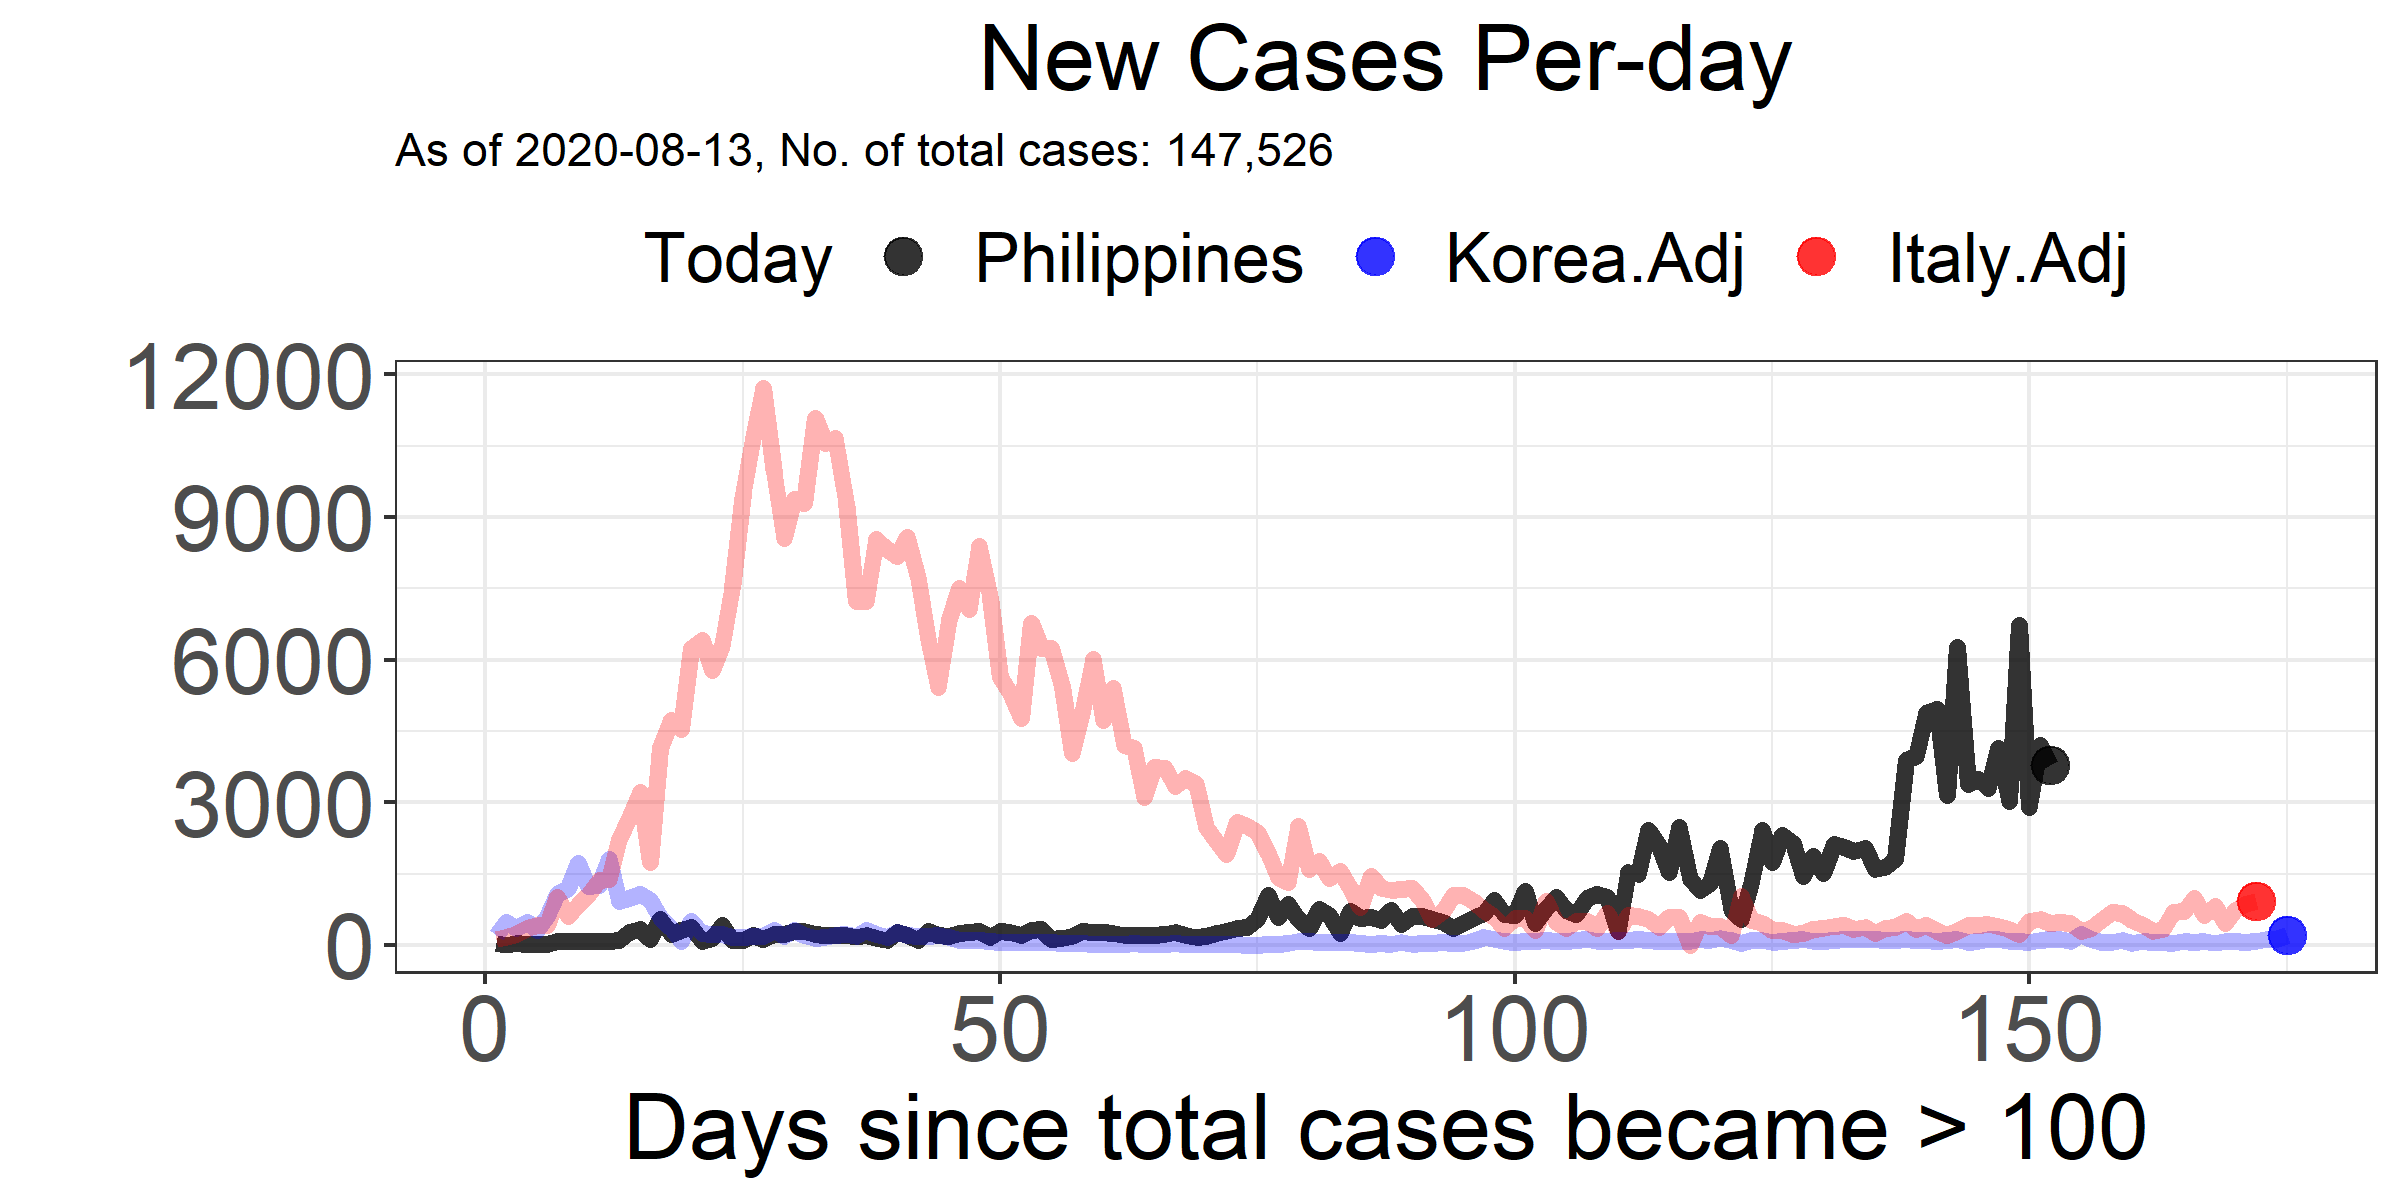 New Cases Per-day
As of 2020-08-13, No. of total cases: 147,526
Today Philippines Korea.Adj Italy.Adj
12000
9000
6000
3000
0
0 50 100 150
Days since total cases became > 100